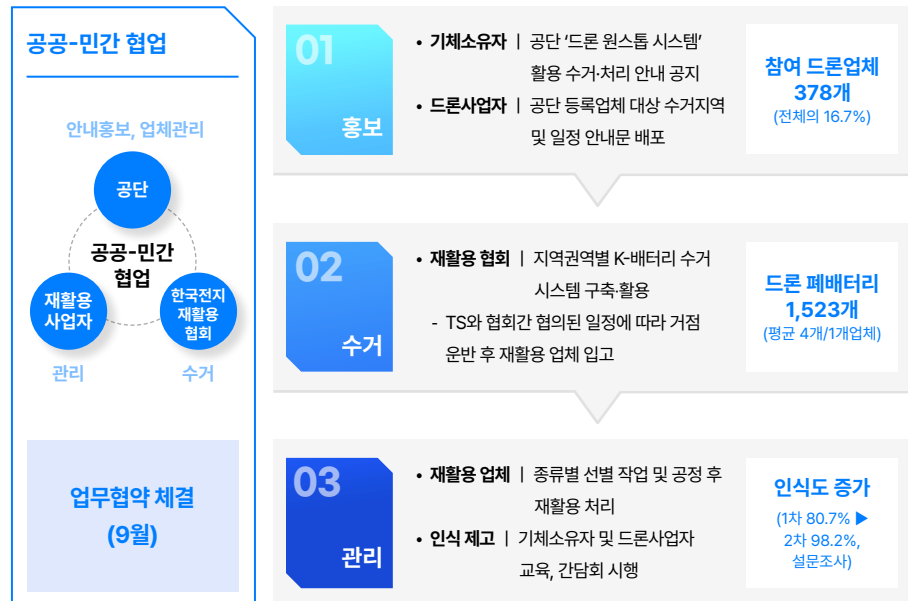 공공-민간 협업
안내홍보, 업체관리
공단
공공-민간
협업
재활용
사업자
한국전지
재활용
협회
관리
수거
업무협약 체결
(9월)
01
홍보
• 기체소유자 | 공단 ‘드론 원스톱 시스템’
활용 수거·처리 안내 공지
• 드론사업자 | 공단 등록업체 대상 수거지역
및 일정 안내문 배포
참여 드론업체
378개
(전체의 16.7%)
02
수거
• 재활용 협회 | 지역권역별 K-배터리 수거
시스템 구축·활용
- TS와 협회간 협의된 일정에 따라 거점
운반 후 재활용 업체 입고
드론 폐배터리
1,523개
(평균 4개/1개업체)
03
관리
• 재활용 업체 | 종류별 선별 작업 및 공정 후
재활용 처리
• 인식 제고 | 기체소유자 및 드론사업자
교육, 간담회 시행
인식도 증가
(1차 80.7% ▶
2차 98.2%,
설문조사)